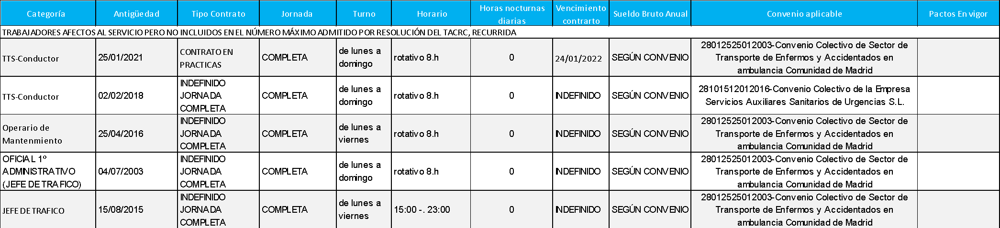 Categoría Antigüedad Tipo Contrato Jornada Turno Horario Horas nocturnas diarias Vencimiento contrarto Sueldo Bruto Anual Convenio aplicable Pactos En vigor
TRABAJADORES AFECTOS AL SERVICIO PERO NO INCLUIDOS EN EL NÚMERO MÁXIMO ADMITIDO POR RESOLUCIÓN DEL TACRC, RECURRIDA
TTS-Conductor 25/01/2021 CONTRATO EN PRACTICAS COMPLETA de lunes a domingo rotativo 8.h 0 24/01/2022 SEGÚN CONVENIO 28012525012003-Convenio Colectivo de Sector de Transporte de Enfermos y Accidentados en ambulancia Comunidad de Madrid
TTS-Conductor 02/02/2018 INDEFINIDO JORNADA COMPLETA COMPLETA de lunes a domingo rotativo 8.h 0 INDEFINIDO SEGÚN CONVENIO 28101512012016-Convenio Colectivo de la Empresa Servicios Auxiliares Sanitarios de Urgencias S.L.
Operario de Mantenmiento 25/04/2016 INDEFINIDO JORNADA COMPLETA COMPLETA de lunes a viernes rotativo 8.h 0 INDEFINIDO SEGÚN CONVENIO 28012525012003-Convenio Colectivo de Sector de Transporte de Enfermos y Accidentados en ambulancia Comunidad de Madrid
OFICIAL 1º ADMINISTRATIVO (JEFE DE TRAFICO) 04/07/2003 INDEFINIDO JORNADA COMPLETA COMPLETA de lunes a domingo rotativo 8.h 0 INDEFINIDO SEGÚN CONVENIO 28012525012003-Convenio Colectivo de Sector de Transporte de Enfermos y Accidentados en ambulancia Comunidad de Madrid
JEFE DE TRAFICO 15/08/2015 INDEFINIDO JORNADA COMPLETA COMPLETA de lunes a viernes 15:00 -. 23:00 0 INDEFINIDO SEGÚN CONVENIO 28012525012003-Convenio Colectivo de Sector de Transporte de Enfermos y Accidentados en ambulancia Comunidad de Madrid